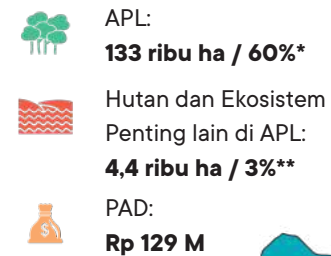 APL:
133 ribu ha / 60%*
Hutan dan Ekosistem
Penting lain di APL:
4,4 ribu ha / 3%**
PAD:
Rp 129 M